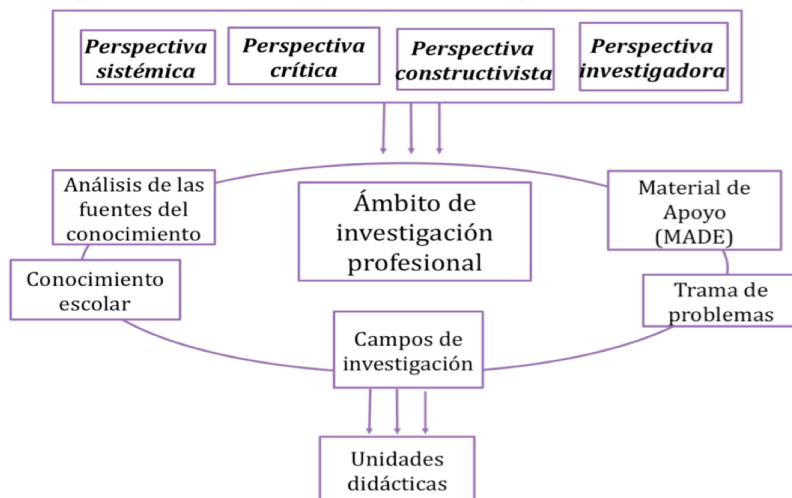 Perspectiva
sistémica
Perspectiva
crítica
Perspectiva
constructivista
Perspectiva
investigadora
Análisis de las
fuentes del
conocimiento
Ámbito de
investigación
profesional
Material de
Apoyo
(MADE)
Conocimiento
escolar
Trama de
problemas
Campos de
investigación
Unidades
didácticas